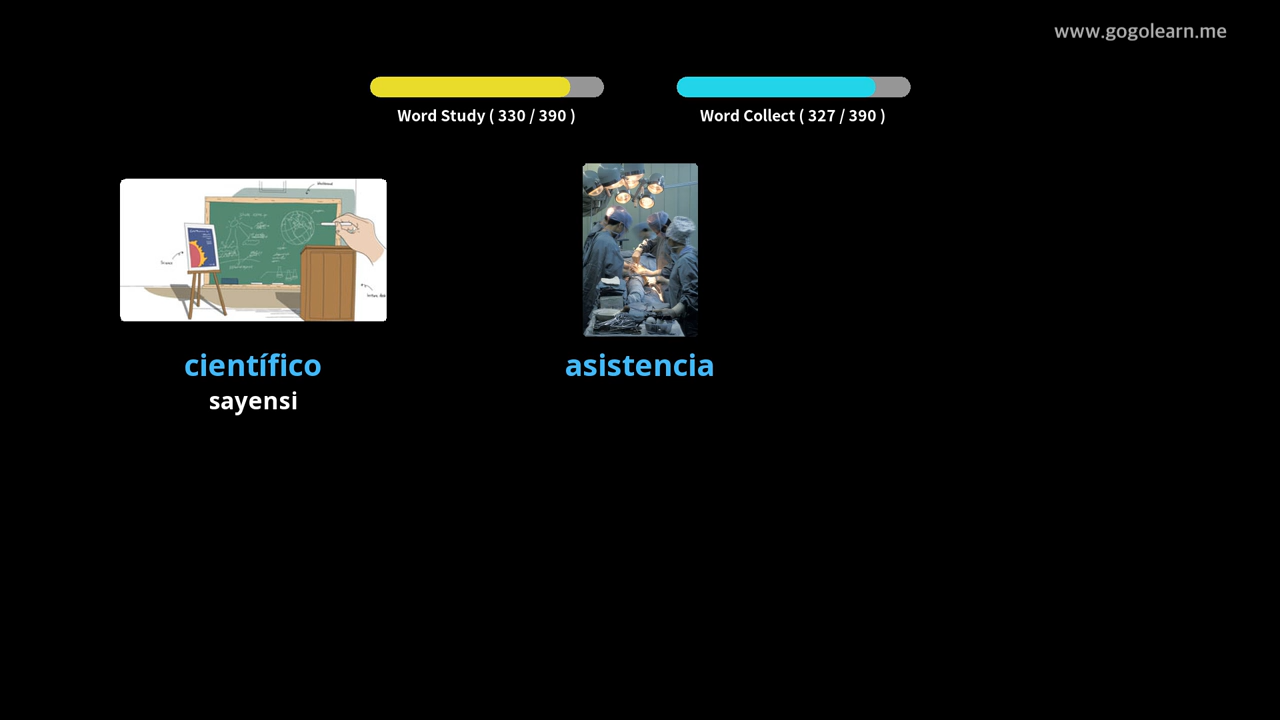 www.gogolearn.me
Word Study ( 330 / 390 )
Word Collect ( 327 / 390 )
científico
sayensi
asistencia